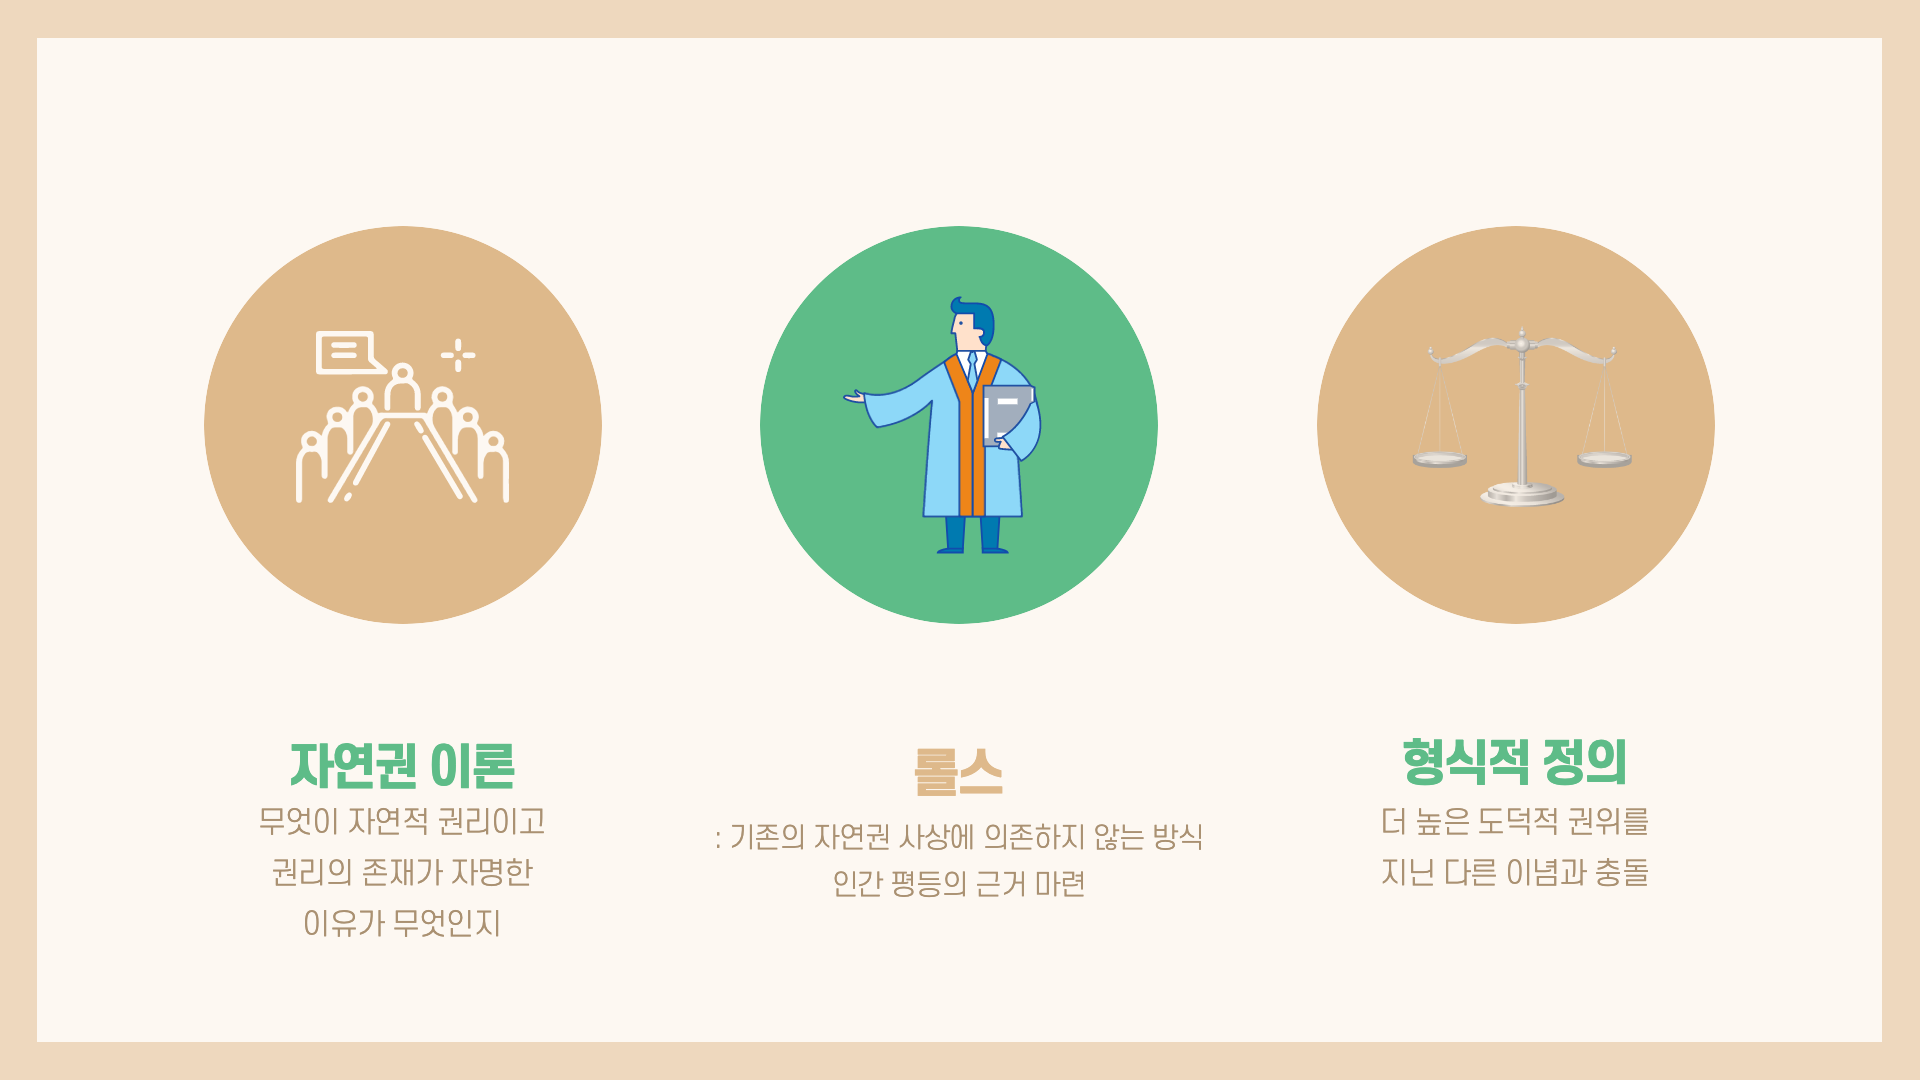 자연권 이론
무엇이 자연적 권리이고
권리의 존재가 자명한
이유가 무엇인지
롤스
: 기존의 자연권 사상에 의존하지 않는 방식
인간 평등의 근거 마련
형식적 정의
더 높은 도덕적 권위를
지닌 다른 이념과 충돌